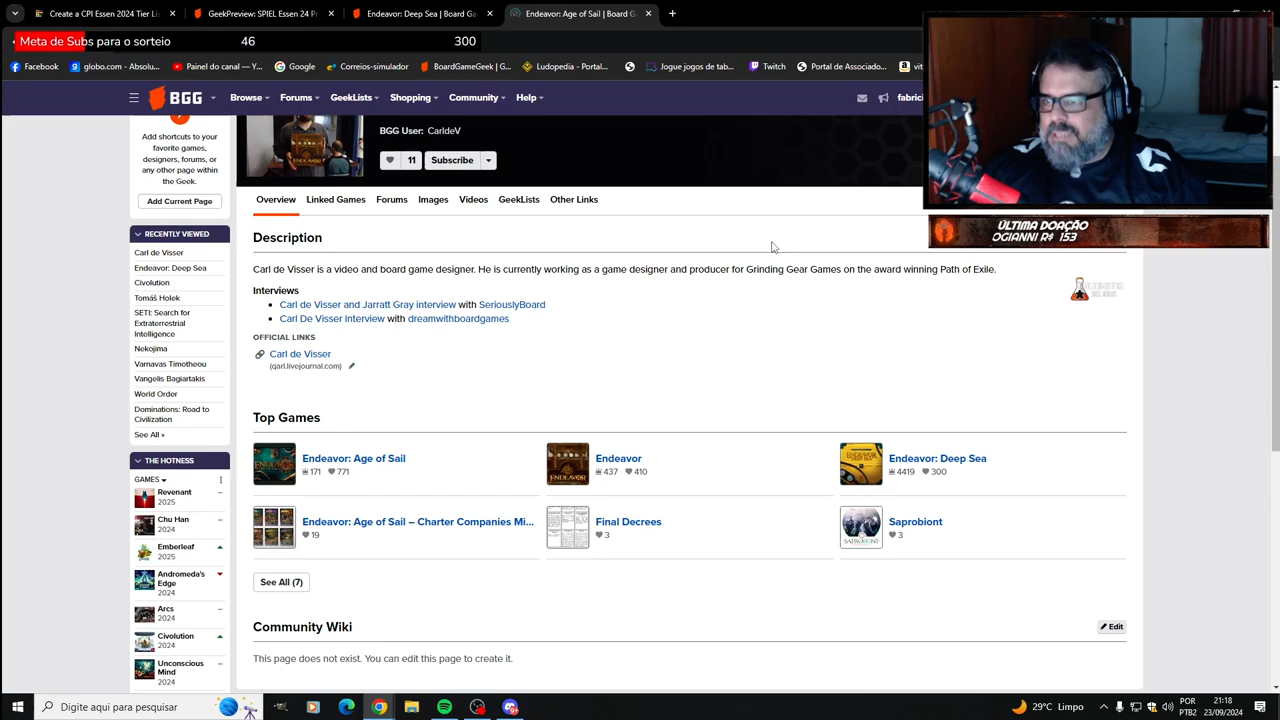 Create a CPI Essen 2024 Tier Lis
GeekPreview: SPIEL Essen 24 Pr
Endeavor: Deep Sea | Board Ga
Endeavor: Age of Sail | Board G
Meta de Subs para o sorteio 46 300
Facebook
globo.com - Absolu...
Painel do canal — Y...
Google
Correios-simulador
BoardGameGeek | G...
Ludopedia - Portal...
Jogue jogos de tab...
Twitch
Portal de Associado...
BGG
Browse
Forums
GeekLists
Shopping
Community
Help
fabrici
Add shortcuts to your
favorite games,
designers, forums, or
any other page within
the Geek.
Add Current Page
BGG User: CarldeV
11
Subscribe
ÚLTIMA DOAÇÃO
OGIANNI R$ 153
Overview
Linked Games
Forums
Images
Videos
GeekLists
Other Links
RECENTLY VIEWED
Carl de Visser
Endeavor: Deep Sea
Civolution
Tomáš Holek
SETI: Search for
Extraterrestrial
Intelligence
Nekojima
Varnavas Timotheou
Vangelis Bagiartakis
World Order
Dominations: Road to
Civilization
See All »
Description
Carl de Visser is a video and board game designer. He is currently working as a game designer and producer for Grinding Gear Games on the award winning Path of Exile.
Interviews
• Carl de Visser and Jarratt Gray interview with SeriouslyBoard
• Carl De Visser Interview with dreamwithboardgames
OFFICIAL LINKS
Carl de Visser
(qarl.livejournal.com)
Top Games
Endeavor: Age of Sail
171 771
Endeavor
437 410
Endeavor: Deep Sea
4419 300
Endeavor: Age of Sail – Charter Companies Mi...
19
Final Decrees
3
Saprobiont
3
See All (7)
Community Wiki
Edit
This page does not exist. You can edit this page to create it.
THE HOTNESS
GAMES
Revenant
2025
Chu Han
2024
Emberleaf
2025
Andromeda's
Edge
2024
Arcs
2024
Civolution
2024
Unconscious
Mind
2024
Digite aqui para pesquisar
29°C Limpo
POR
PTB2
21:18
23/09/2024